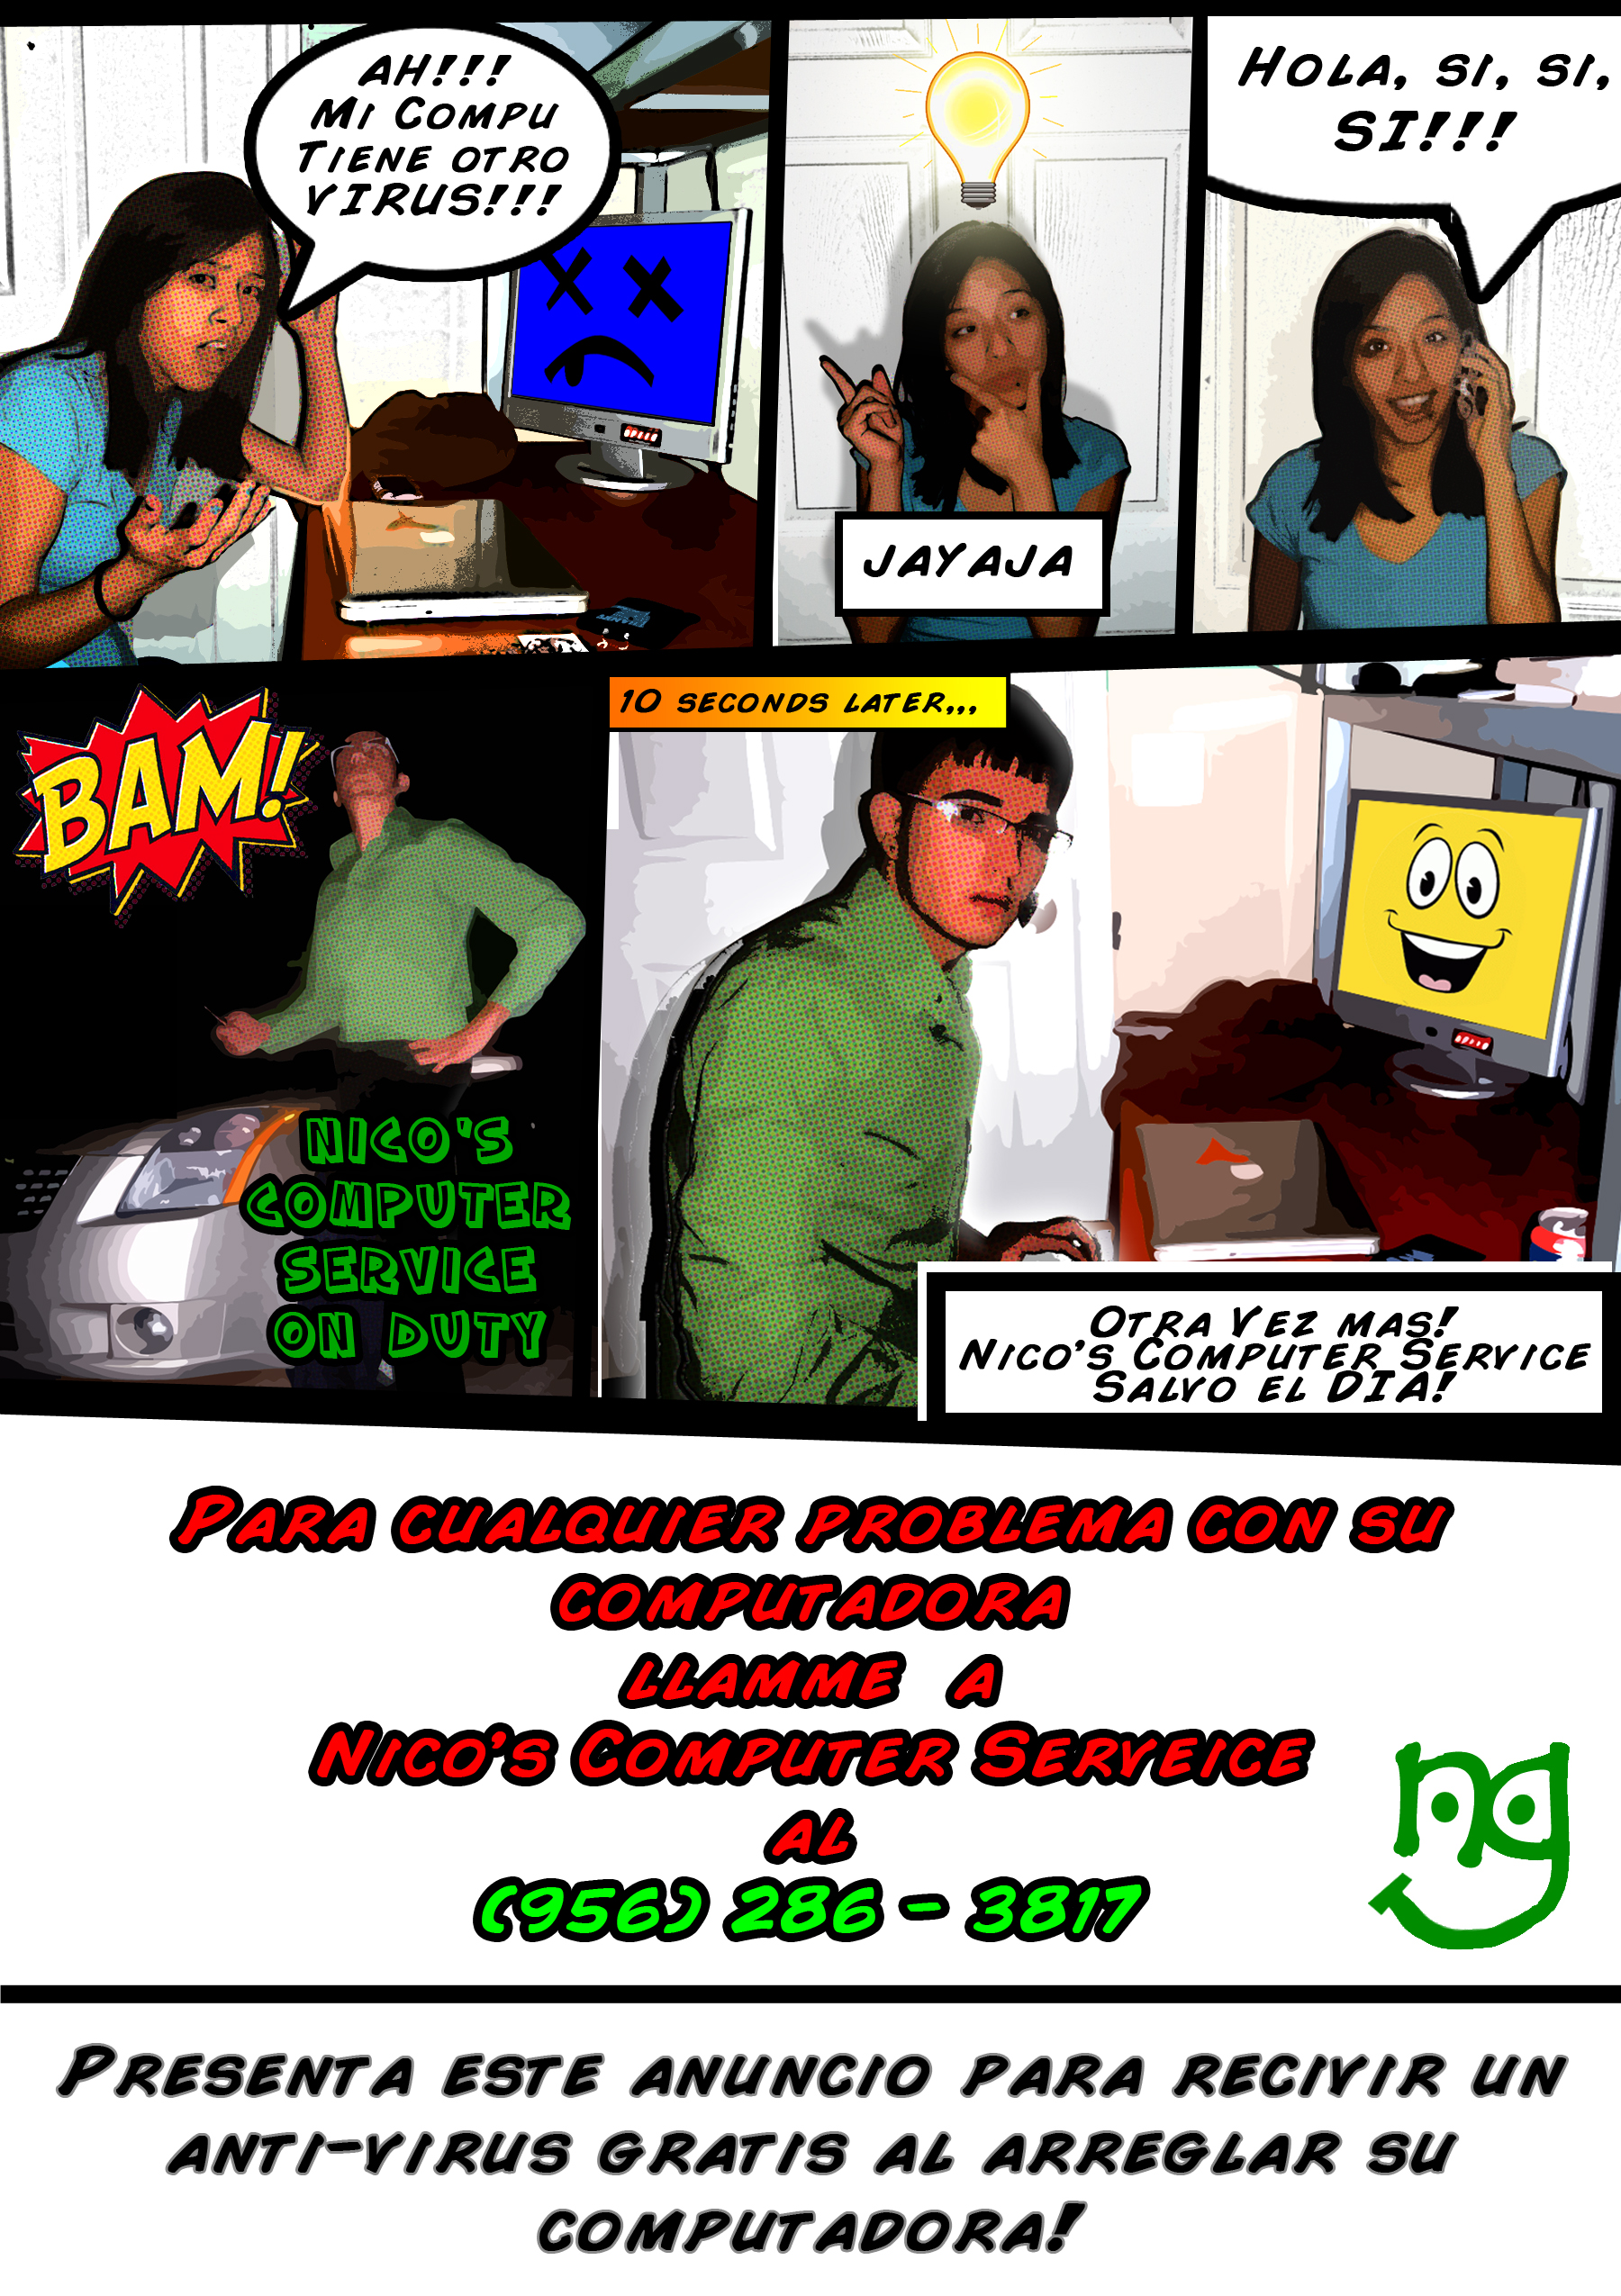 AH!!!
Mi Compu
Tiene otro
VIRUS!!!
JAYAJA
Hola, si, si,
SI!!!
BAM!
NICO'S
COMPUTER
SERVICE
ON DUTY
10 seconds later...
Otra Vez mas!
Nico's Computer Service
Salvo el DIA!
Para cualquier problema con su
computadora
llamme a
Nico's Computer Serveice
al
(956) 286 - 3817
ng
Presenta este anuncio para recivir un
anti-virus gratis al arreglar su
computadora!